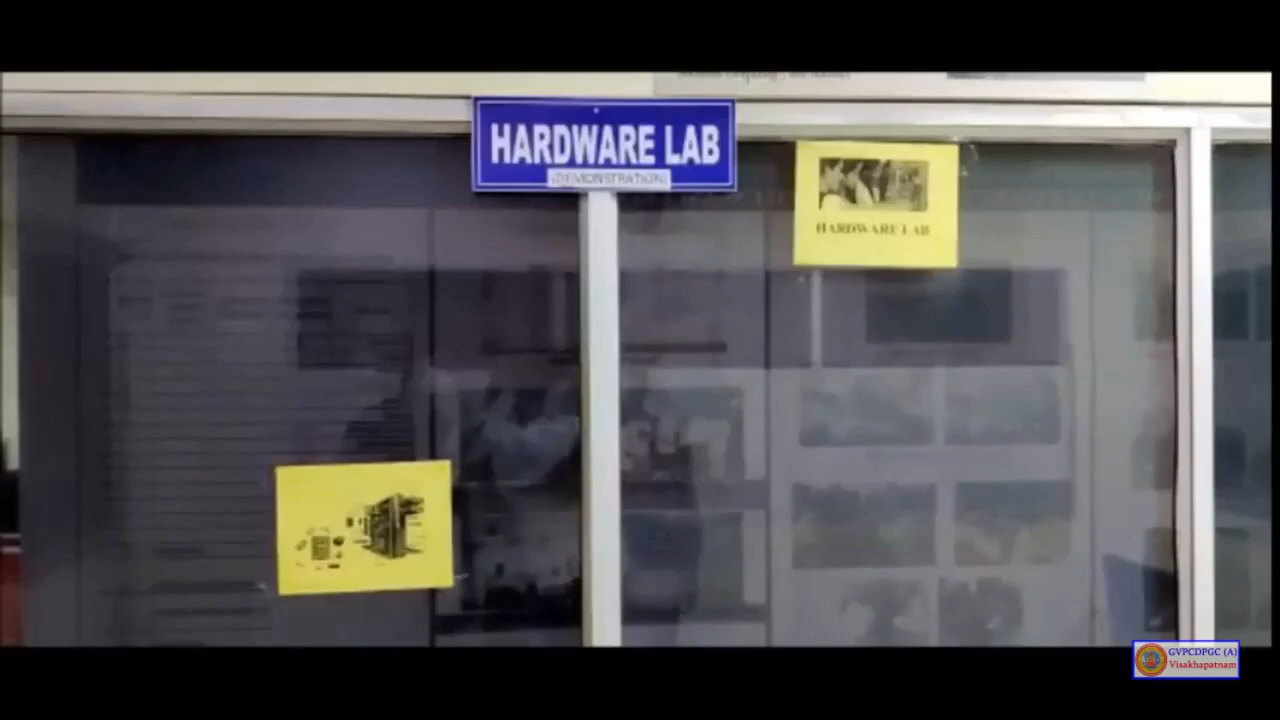 HARDWARE LAB
(DEMONSTRATION)
HARDWARE LAB
GVPCDPGC (A)
Visakhapatnam